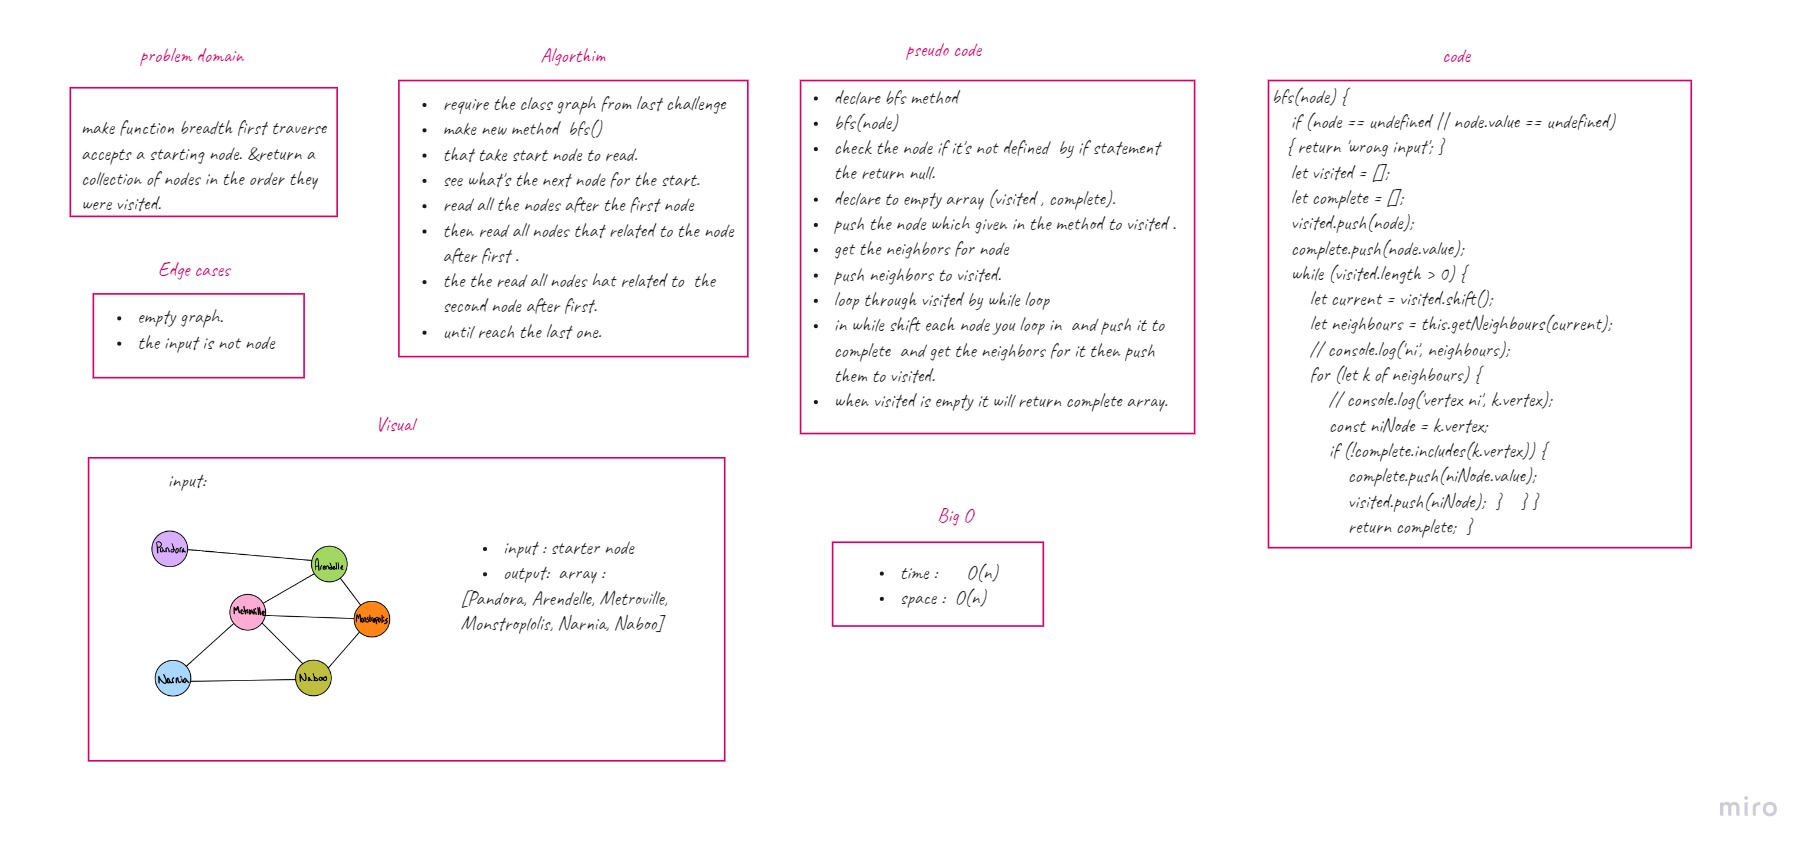 problem domain
make function breadth first traverse
accepts a starting node. &return a
collection of nodes in the order they
were visited.
Edge cases
• empty graph.
• the input is not node
Algorthim
• require the class graph from last challenge
• make new method bfs()
• that take start node to read.
• see what's the next node for the start.
• read all the nodes after the first node
• then read all nodes that related to the node
after first .
• the the read all nodes hat related to the
second node after first.
• until reach the last one.
Visual
input:
Pandora
Arendelle
Metroville
Monstropolis
Narnia
Naboo
• input : starter node
• output: array :
[Pandora, Arendelle, Metroville,
Monstroplolis, Narnia, Naboo]
pseudo code
• declare bfs method
• bfs(node)
• check the node if it's not defined by if statement
the return null.
• declare to empty array (visited , complete).
• push the node which given in the method to visited .
• get the neighbors for node
• push neighbors to visited.
• loop through visited by while loop
• in while shift each node you loop in and push it to
complete and get the neighbors for it then push
them to visited.
• when visited is empty it will return complete array.
Big O
• time : O(n)
• space : O(n)
code
bfs(node) {
if (node == undefined || node.value == undefined)
{ return 'wrong input'; }
let visited = [];
let complete = [];
visited.push(node);
complete.push(node.value);
while (visited.length > 0) {
let current = visited.shift();
let neighbours = this.getNeighbours(current);
// console.log('ni', neighbours);
for (let k of neighbours) {
// console.log('vertex ni', k.vertex);
const niNode = k.vertex;
if (!complete.includes(k.vertex)) {
complete.push(niNode.value);
visited.push(niNode); } } }
return complete; }
miro